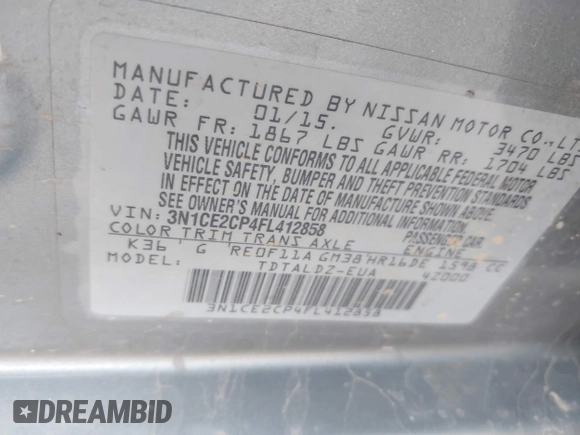 MANUFACTURED BY NISSAN MOTOR CO., LT
DATE: 01/15. GVWR: 3470 LBS
GAWR FR: 1867 LBS GAWR RR: 1704 LBS
THIS VEHICLE CONFORMS TO ALL APPLICABLE FEDERAL MOTOR
VEHICLE SAFETY, BUMPER AND THEFT PREVENTION STANDARDS
IN EFFECT ON THE DATE OF MANUFACTURE SHOWN ABOVE.
SEE OWNER'S MANUAL FOR ADDITIONAL INFORMATION.
VIN: 3N1CE2CP4FL412858 PASSENGER CAR
COLOR TRIM TRANS AXLE ENGINE
K36 G RE0F11A GM38 HR16DE 1598 CC
MODEL: TDTALDZ-EUA 42000
3N1CE2CP4FL412858
DREAMBID